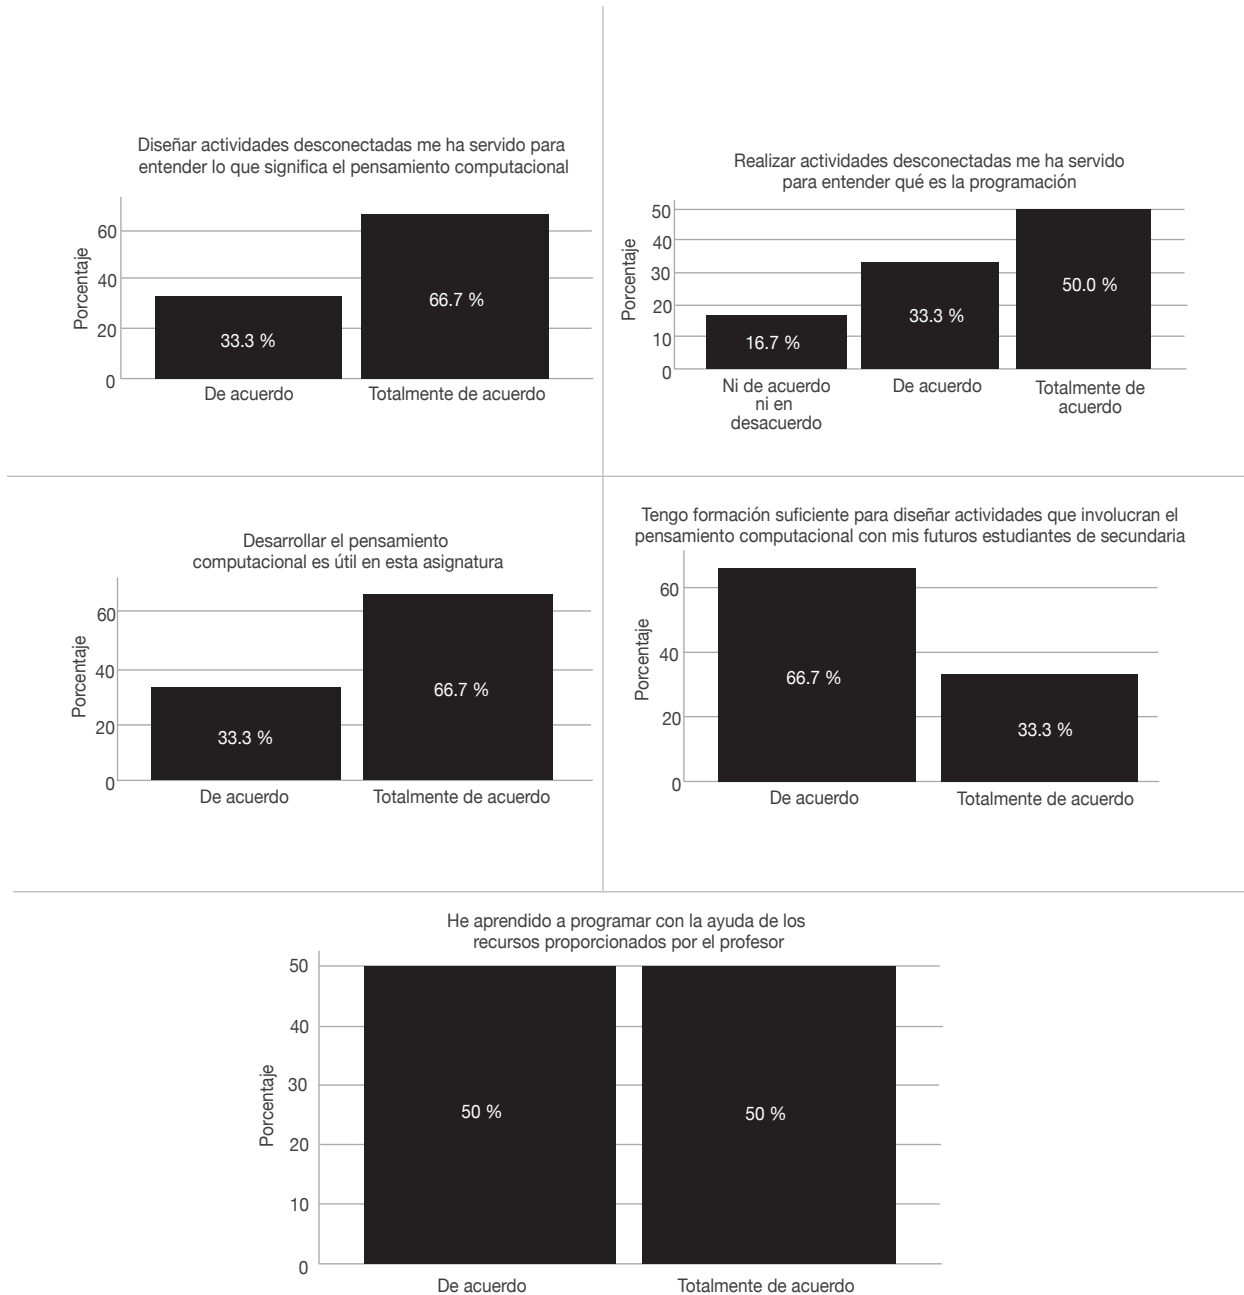 Diseñar actividades desconectadas me ha servido para
entender lo que significa el pensamiento computacional
Porcentaje
60
40
20
0
33.3 %
66.7 %
De acuerdo
Totalmente de acuerdo
Realizar actividades desconectadas me ha servido
para entender qué es la programación
Porcentaje
50
40
30
20
10
0
16.7 %
33.3 %
50.0 %
Ni de acuerdo
ni en
desacuerdo
De acuerdo
Totalmente de
acuerdo
Desarrollar el pensamiento
computacional es útil en esta asignatura
Porcentaje
60
40
20
0
33.3 %
66.7 %
De acuerdo
Totalmente de acuerdo
Tengo formación suficiente para diseñar actividades que involucran el
pensamiento computacional con mis futuros estudiantes de secundaria
Porcentaje
60
40
20
0
66.7 %
33.3 %
De acuerdo
Totalmente de acuerdo
He aprendido a programar con la ayuda de los
recursos proporcionados por el profesor
Porcentaje
50
40
30
20
10
0
50 %
50 %
De acuerdo
Totalmente de acuerdo